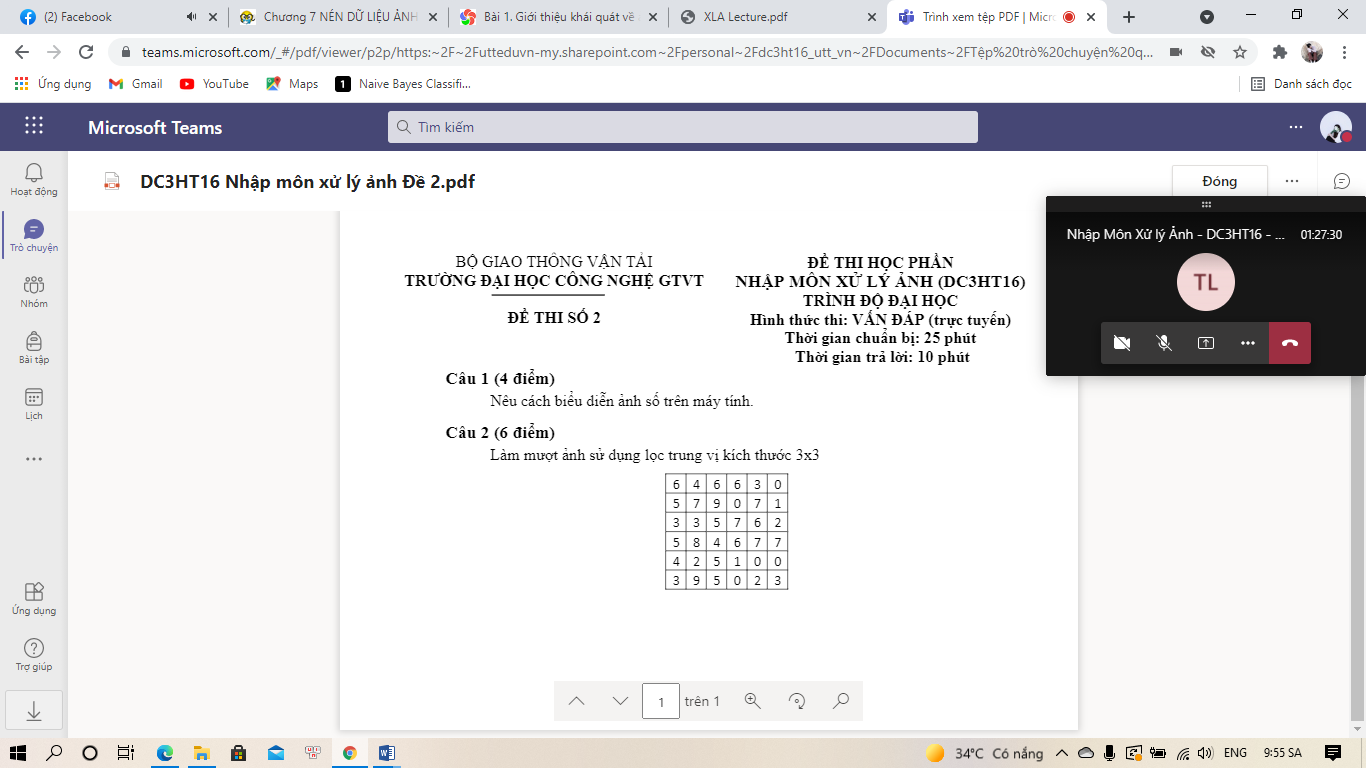 (2) Facebook
Chương 7 NÉN DỮ LIỆU ẢNH
Bài 1. Giới thiệu khái quát về
XLA Lecture.pdf
Trình xem tệp PDF | Micro
teams.microsoft.com/_#/pdf/viewer/p2p/https:~2F~2Futteduvn-my.sharepoint.com~2Fpersonal~2Fdc3ht16_utt_vn~2FDocuments~2FTệp%20trò%20chuyện%20q...
Ứng dụng
Gmail
YouTube
Maps
1
Naive Bayes Classifi...
Danh sách đọc
Microsoft Teams
Tìm kiếm
Hoạt động
Trò chuyện
Nhóm
Bài tập
Lịch
Ứng dụng
Trợ giúp
DC3HT16 Nhập môn xử lý ảnh Đề 2.pdf
Đóng
Nhập Môn Xử lý Ảnh - DC3HT16 - ...
01:27:30
TL
BỘ GIAO THÔNG VẬN TẢI
TRƯỜNG ĐẠI HỌC CÔNG NGHỆ GTVT
ĐỀ THI SỐ 2
ĐỀ THI HỌC PHẦN
NHẬP MÔN XỬ LÝ ẢNH (DC3HT16)
TRÌNH ĐỘ ĐẠI HỌC
Hình thức thi: VẤN ĐÁP (trực tuyến)
Thời gian chuẩn bị: 25 phút
Thời gian trả lời: 10 phút
Câu 1 (4 điểm)
Nêu cách biểu diễn ảnh số trên máy tính.
Câu 2 (6 điểm)
Làm mượt ảnh sử dụng lọc trung vị kích thước 3x3
6 4 6 6 3 0
5 7 9 0 7 1
3 3 5 7 6 2
5 8 4 6 7 7
4 2 5 1 0 0
3 9 5 0 2 3
1
trên 1
34°C Có nắng
ENG
9:55 SA